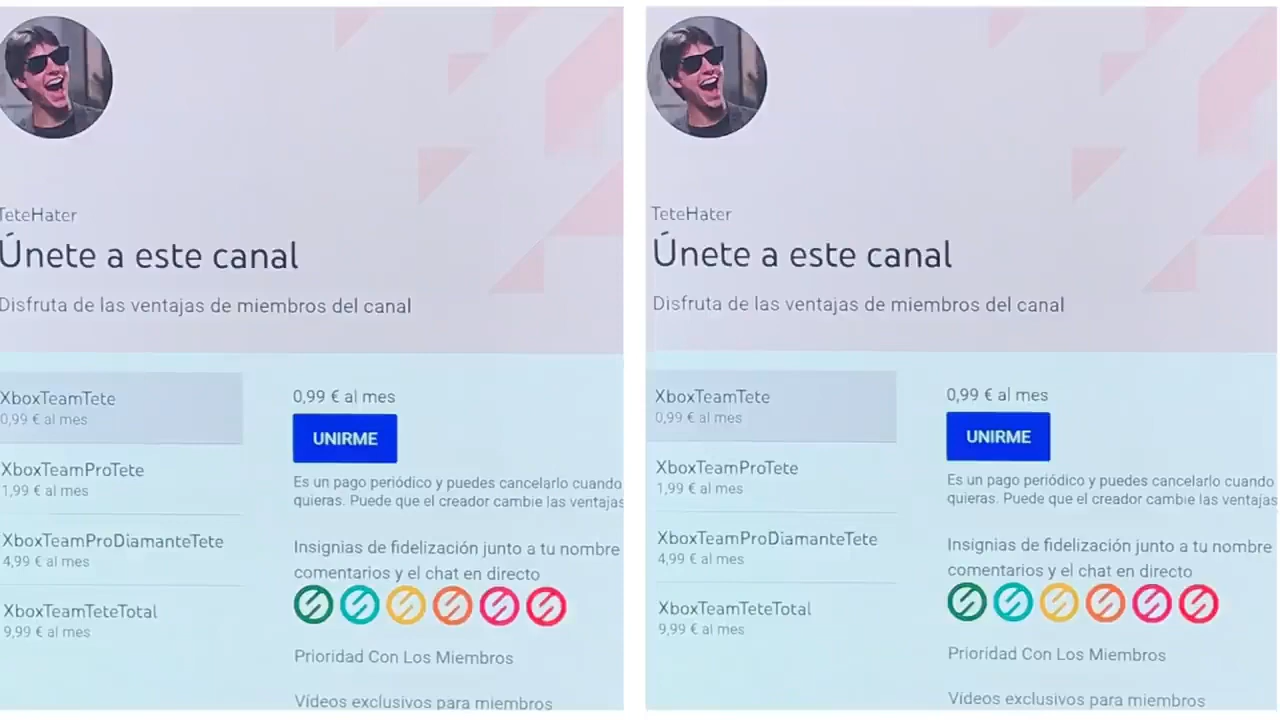 TeteHater
Únete a este canal
Disfruta de las ventajas de miembros del canal
XboxTeamTete
0,99 € al mes
XboxTeamProTete
1,99 € al mes
XboxTeamProDiamanteTete
4,99 € al mes
XboxTeamTeteTotal
9,99 € al mes
0,99 € al mes
UNIRME
Es un pago periódico y puedes cancelarlo cuando
quieras. Puede que el creador cambie las ventajas
Insignias de fidelización junto a tu nombre
comentarios y el chat en directo
Prioridad Con Los Miembros
Vídeos exclusivos para miembros
TeteHater
Únete a este canal
Disfruta de las ventajas de miembros del canal
XboxTeamTete
0,99 € al mes
XboxTeamProTete
1,99 € al mes
XboxTeamProDiamanteTete
4,99 € al mes
XboxTeamTeteTotal
9,99 € al mes
0,99 € al mes
UNIRME
Es un pago periódico y puedes cancelarlo cuando
quieras. Puede que el creador cambie las ventajas
Insignias de fidelización junto a tu nombre
comentarios y el chat en directo
Prioridad Con Los Miembros
Vídeos exclusivos para miembros